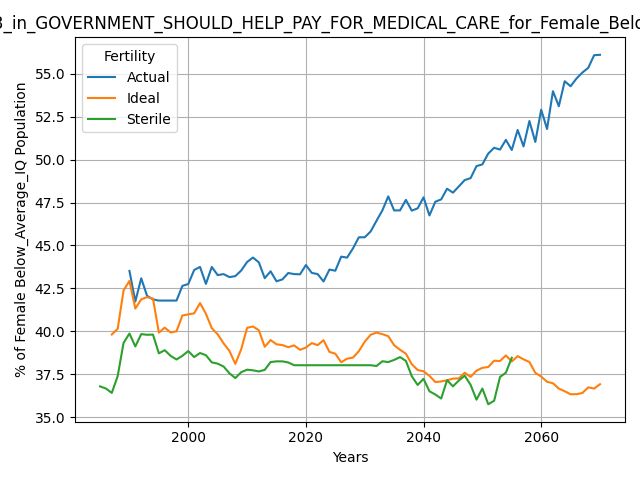 3_in_GOVERNMENT_SHOULD_HELP_PAY_FOR_MEDICAL_CARE_for_Female_Belo
Fertility
Actual
Ideal
Sterile
% of Female Below_Average_IQ Population
55.0
52.5
50.0
47.5
45.0
42.5
40.0
37.5
35.0
2000
2020
2040
2060
Years